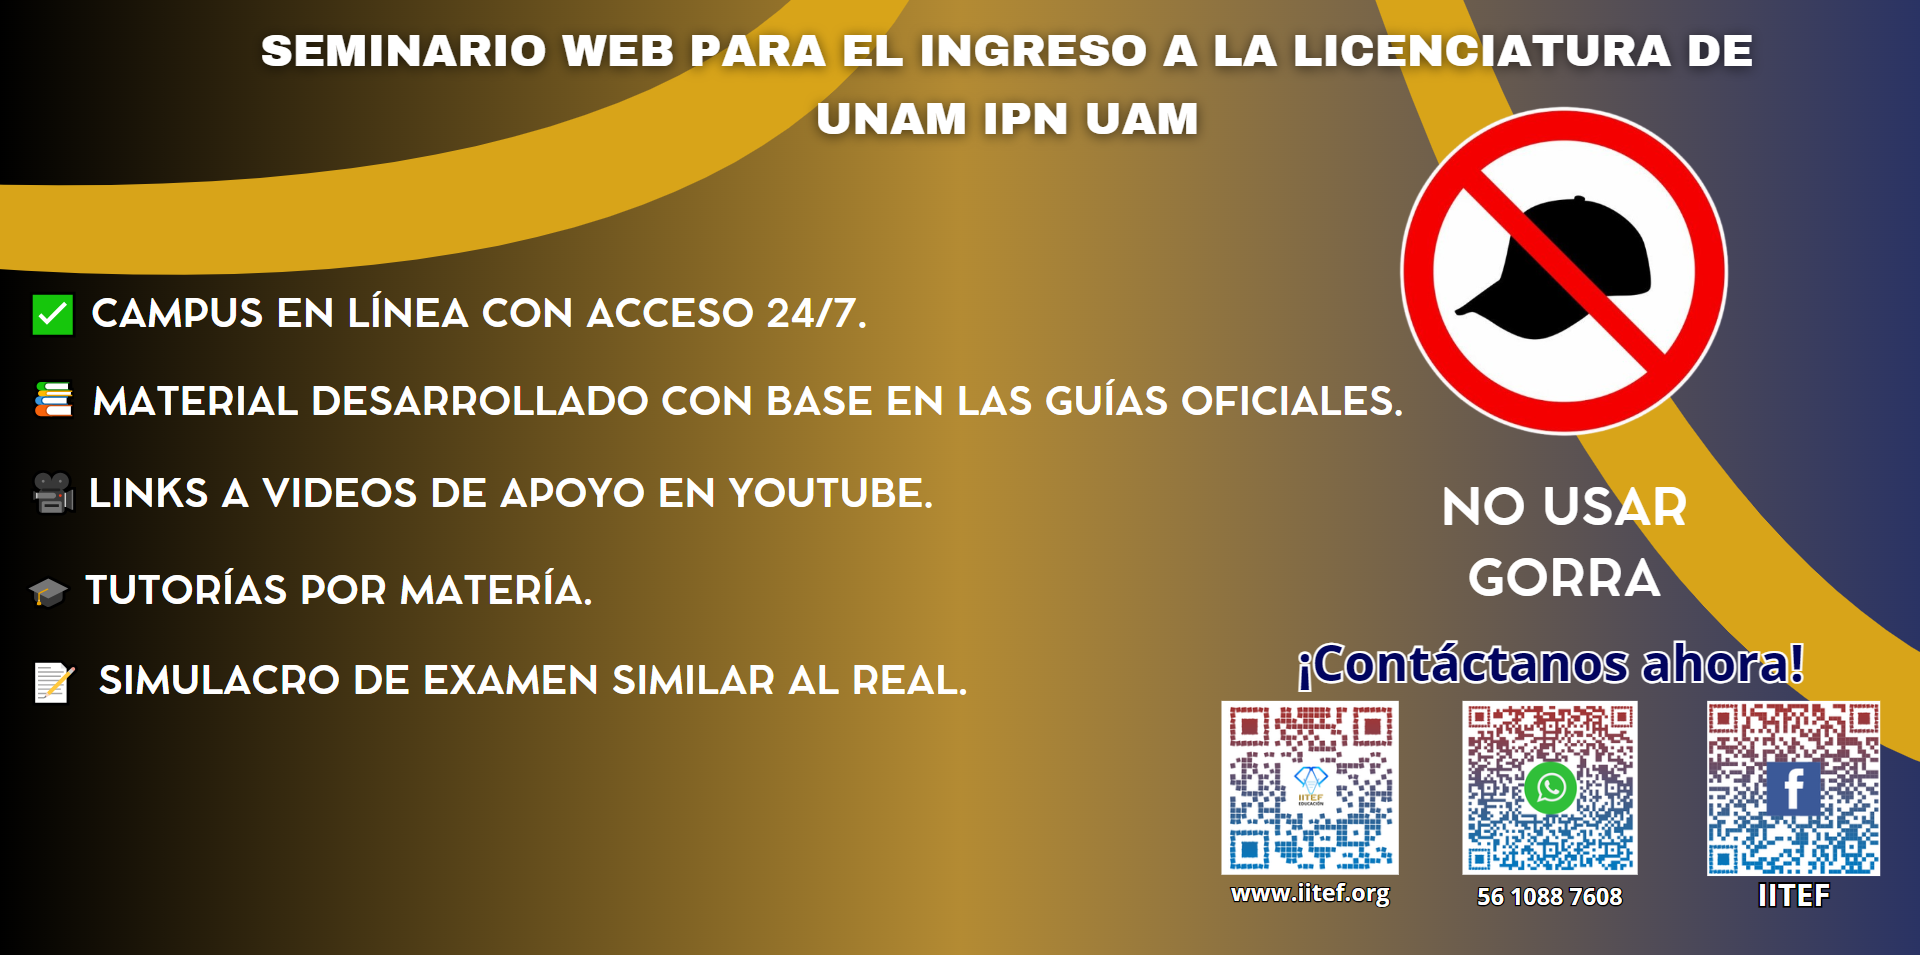 SEMINARIO WEB PARA EL INGRESO A LA LICENCIATURA DE
UNAM IPN UAM
CAMPUS EN LÍNEA CON ACCESO 24/7.
MATERIAL DESARROLLADO CON BASE EN LAS GUÍAS OFICIALES.
LINKS A VIDEOS DE APOYO EN YOUTUBE.
TUTORÍAS POR MATERÍA.
SIMULACRO DE EXAMEN SIMILAR AL REAL.
NO USAR
GORRA
¡Contáctanos ahora!
IITEF
EDUCACIÓN
www.iitef.org
56 1088 7608
IITEF